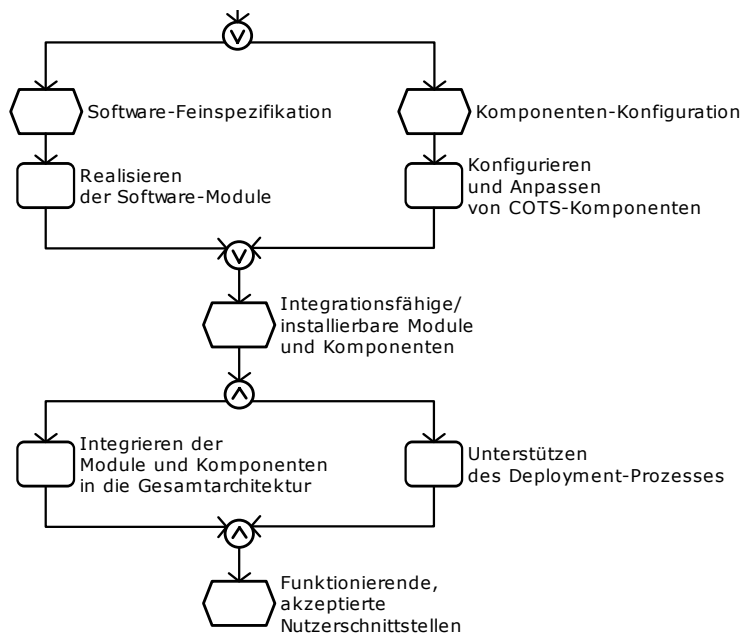 Software-Feinspezifikation
Komponenten-Konfiguration
Realisieren
der Software-Module
Konfigurieren
und Anpassen
von COTS-Komponenten
Integrationsfähige/
installierbare Module
und Komponenten
Integrieren der
Module und Komponenten
in die Gesamtarchitektur
Unterstützen
des Deployment-Prozesses
Funktionierende,
akzeptierte
Nutzerschnittstellen